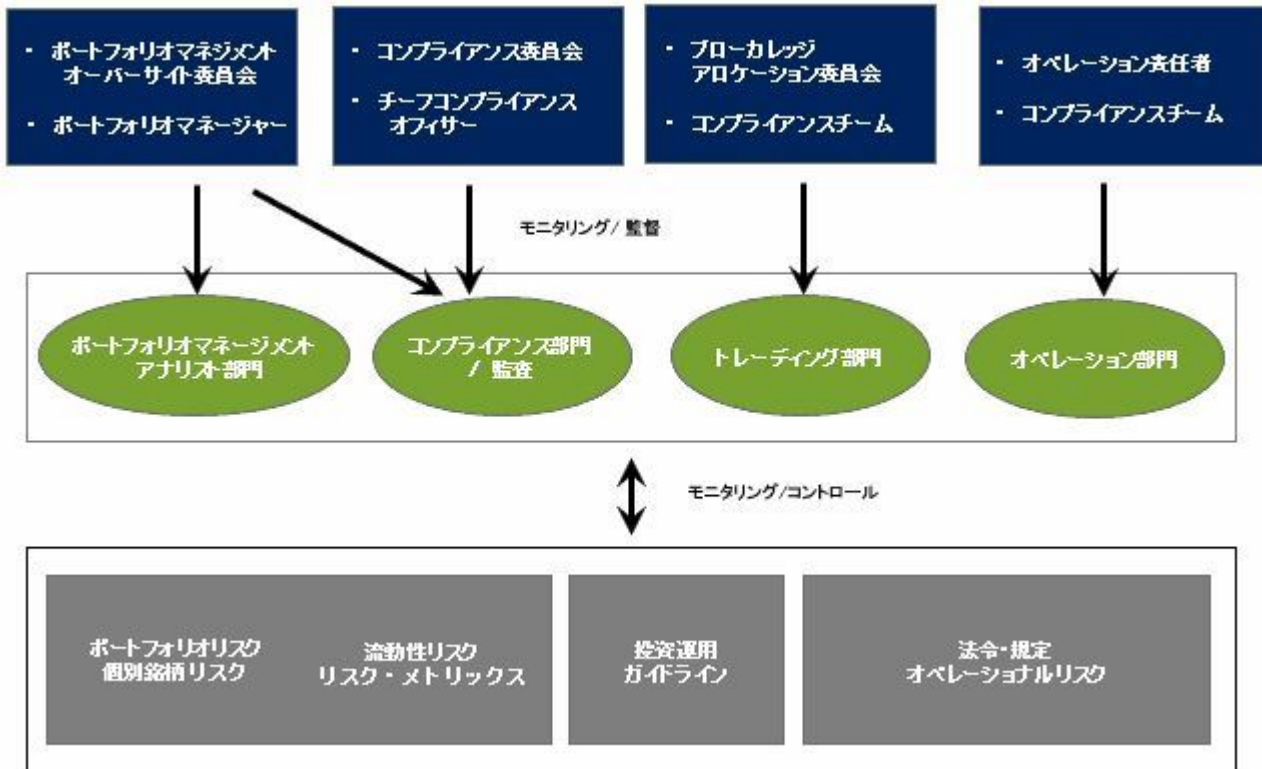 ・ポートフォリオマネジメント
オーバーサイト委員会
・ポートフォリオマネージャー
・コンプライアンス委員会
・チーフコンプライアンス
オフィサー
・ブローカレッジ
アロケーション委員会
・コンプライアンスチーム
・オペレーション責任者
・コンプライアンスチーム
モニタリング/ 監督
ポートフォリオマネージメント
アナリスト部門
コンプライアンス部門
/ 監査
トレーディング部門
オペレーション部門
モニタリング/コントロール
ポートフォリオリスク
個別銘柄リスク
流動性リスク
リスク・メトリックス
投資運用
ガイドライン
法令・規定
オペレーショナルリスク